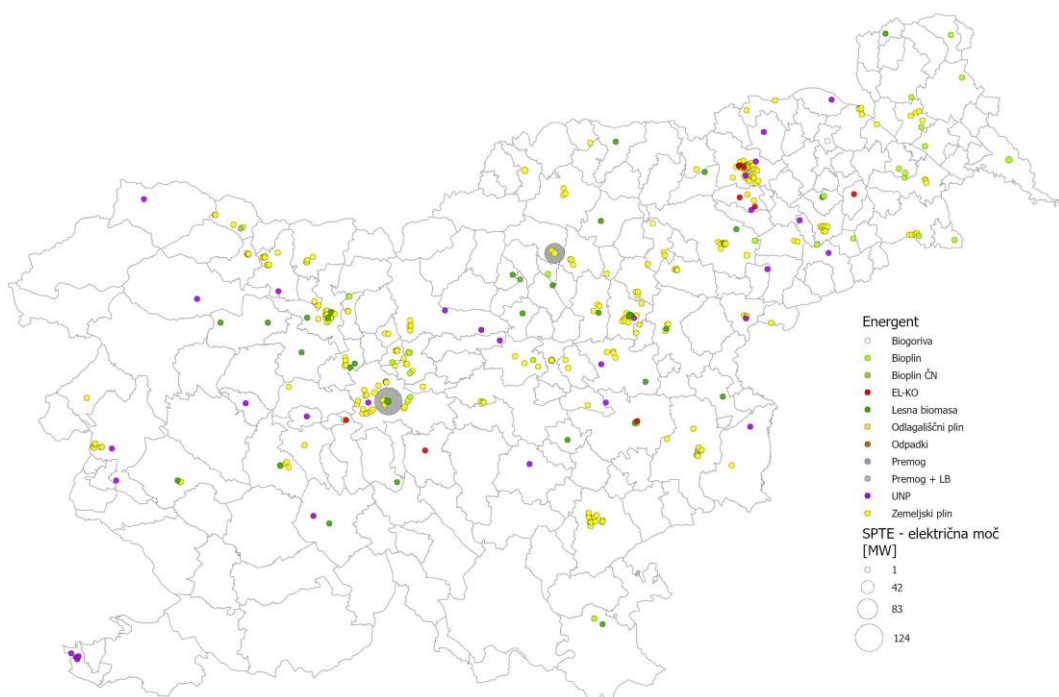 Energent
Biogoriva
Bioplin
Bioplin ČN
EL-KO
Lesna biomasa
Odlagališčni plin
Odpadki
Premog
Premog + LB
UNP
Zemeljski plin
SPTE - električna moč
[MW]
1
42
83
124